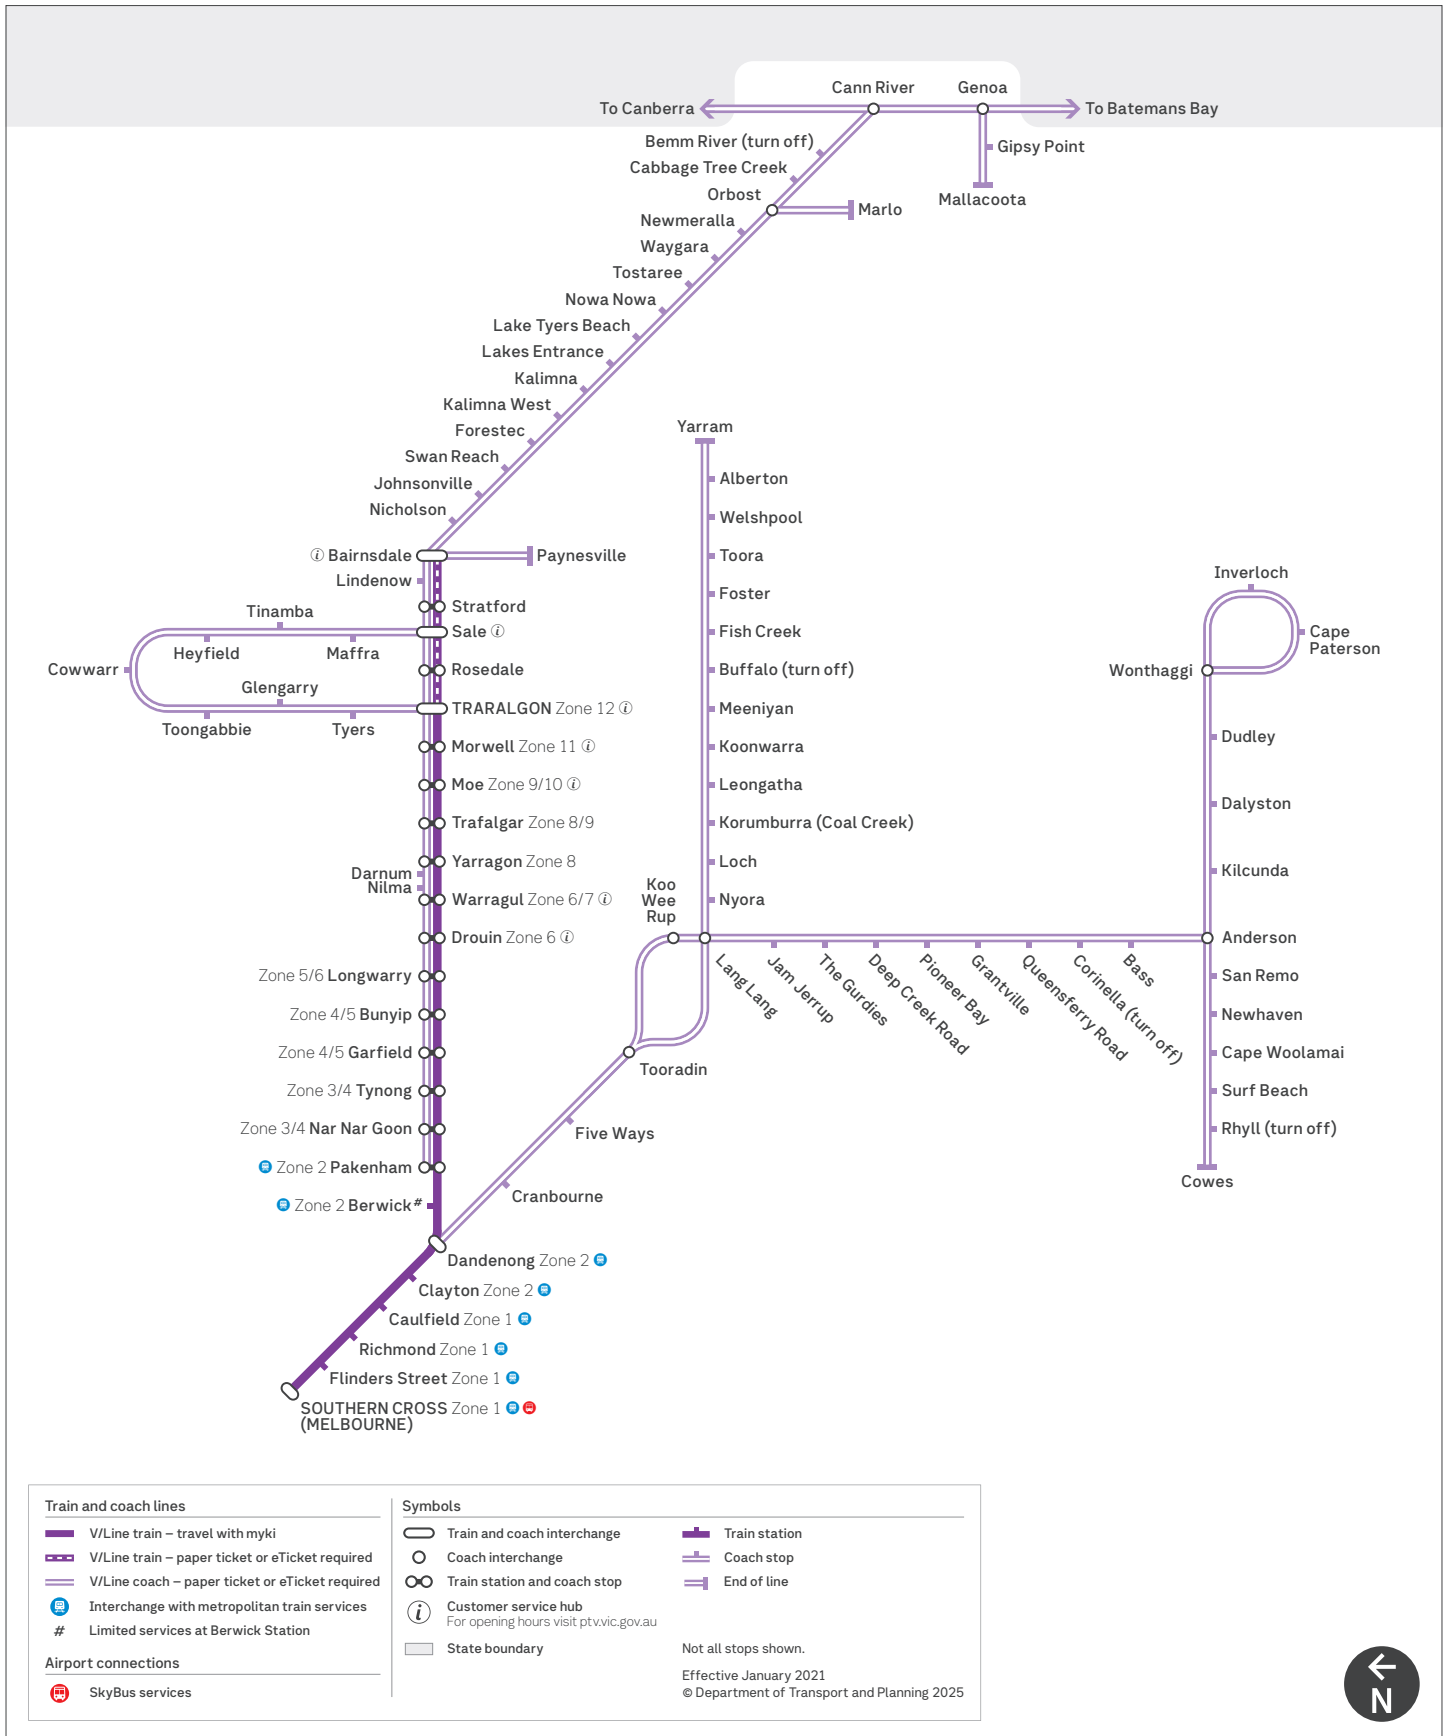 Cann River
Genoa
To Canberra
To Batemans Bay
Bemm River (turn off)
Gipsy Point
Cabbage Tree Creek
Orbost
Mallacoota
Marlo
Newmeralla
Waygara
Tostaree
Nowa Nowa
Lake Tyers Beach
Lakes Entrance
Kalimna
Kalimna West
Forestec
Swan Reach
Johnsonville
Nicholson
i Bairnsdale
Paynesville
Lindenow
Stratford
Tinamba
Sale i
Heyfield
Maffra
Cowwarr
Rosedale
Glengarry
TRARALGON Zone 12 i
Toongabbie
Tyers
Morwell Zone 11 i
Moe Zone 9/10 i
Trafalgar Zone 8/9
Yarragon Zone 8
Darnum
Nilma
Warragul Zone 6/7 i
Drouin Zone 6 i
Zone 5/6 Longwarry
Zone 4/5 Bunyip
Zone 4/5 Garfield
Zone 3/4 Tynong
Zone 3/4 Nar Nar Goon
Zone 2 Pakenham
Zone 2 Berwick#
Dandenong Zone 2
Clayton Zone 2
Caulfield Zone 1
Richmond Zone 1
Flinders Street Zone 1
SOUTHERN CROSS Zone 1
(MELBOURNE)
Yarram
Alberton
Welshpool
Toora
Foster
Fish Creek
Buffalo (turn off)
Meeniyan
Koonwarra
Leongatha
Korumburra (Coal Creek)
Loch
Nyora
Koo
Wee
Rup
Lang Lang
Jam Jerrup
The Gurdies
Deep Creek Road
Pioneer Bay
Grantville
Queensferry Road
Corinella (turn off)
Bass
Tooradin
Five Ways
Cranbourne
Inverloch
Cape
Paterson
Wonthaggi
Dudley
Dalyston
Kilcunda
Anderson
San Remo
Newhaven
Cape Woolamai
Surf Beach
Rhyll (turn off)
Cowes
Train and coach lines
V/Line train – travel with myki
V/Line train – paper ticket or eTicket required
V/Line coach – paper ticket or eTicket required
Interchange with metropolitan train services
# Limited services at Berwick Station
Airport connections
SkyBus services
Symbols
Train and coach interchange
Coach interchange
Train station and coach stop
i Customer service hub
For opening hours visit ptv.vic.gov.au
State boundary
Train station
Coach stop
End of line
Not all stops shown.
Effective January 2021
© Department of Transport and Planning 2025
N